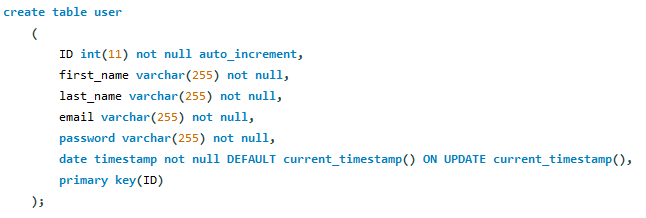 create table user
(
ID int(11) not null auto_increment,
first_name varchar(255) not null,
last_name varchar(255) not null,
email varchar(255) not null,
password varchar(255) not null,
date timestamp not null DEFAULT current_timestamp() ON UPDATE current_timestamp(),
primary key(ID)
);